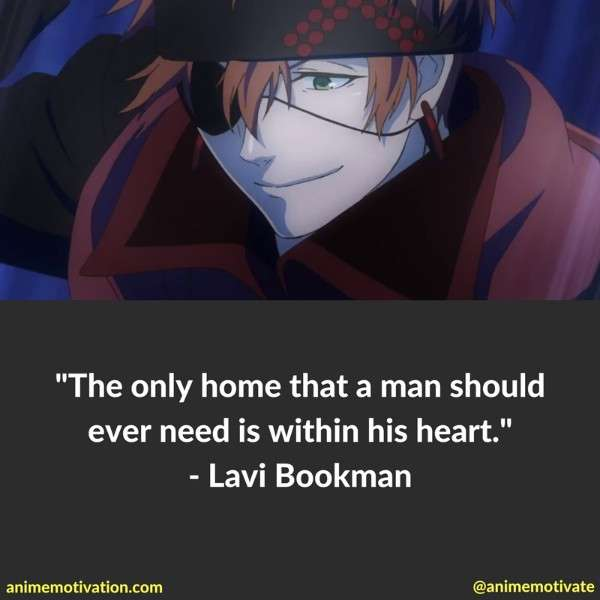 "The only home that a man should
ever need is within his heart."
- Lavi Bookman
animemotivation.com
@animemotivate